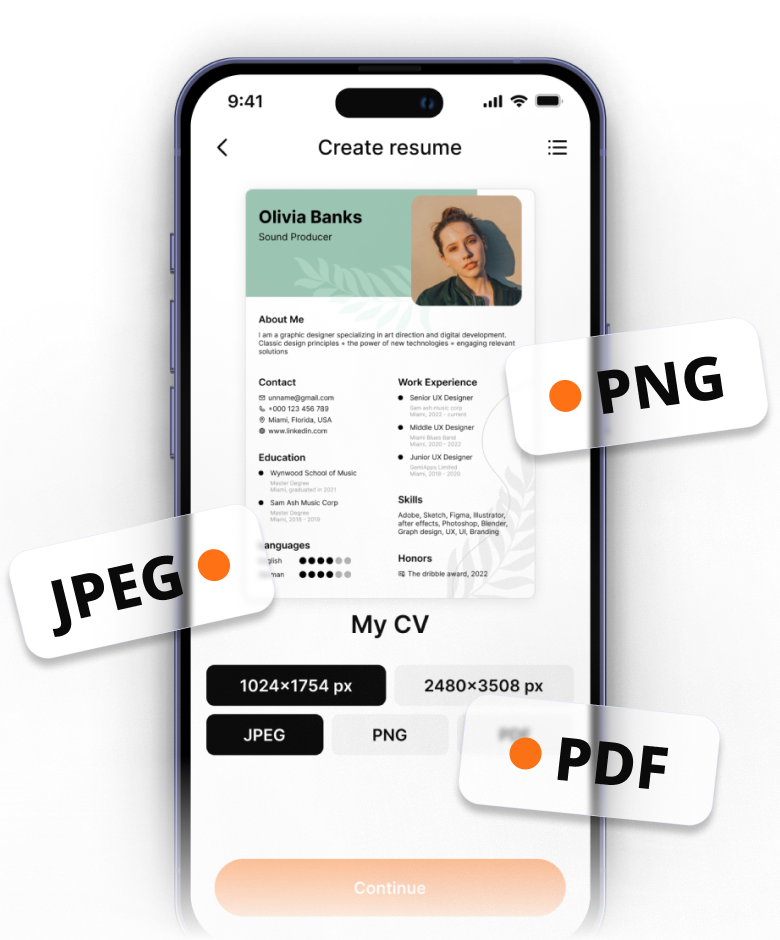 9:41
Create resume
Olivia Banks
Sound Producer
About Me
I am a graphic designer specializing in art direction and digital development.
Classic design principles + the power of new technologies = engaging relevant
solutions
Contact
unname@gmail.com
+000 123 456 789
Miami, Florida, USA
www.linkedin.com
Education
Wynwood School of Music
Master Degree
Miami, graduated in 2021
Sam Ash Music Corp
Master Degree
Miami, 2018 - 2019
anguages
glish
man
Work Experience
Senior UX Designer
Sam ash music corp
Miami, 2022 - current
Middle UX Designer
Miami Blues Band
Miami, 2020 - 2022
Junior UX Designer
GentApps Limited
Miami, 2018 - 2020
Skills
Adobe, Sketch, Figma, Illustrator,
after effects, Photoshop, Blender,
Graph design, UX, UI, Branding
Honors
The dribble award, 2022
PNG
JPEG
My CV
1024×1754 px
2480×3508 px
JPEG
PNG
PDF
PDF
Continue